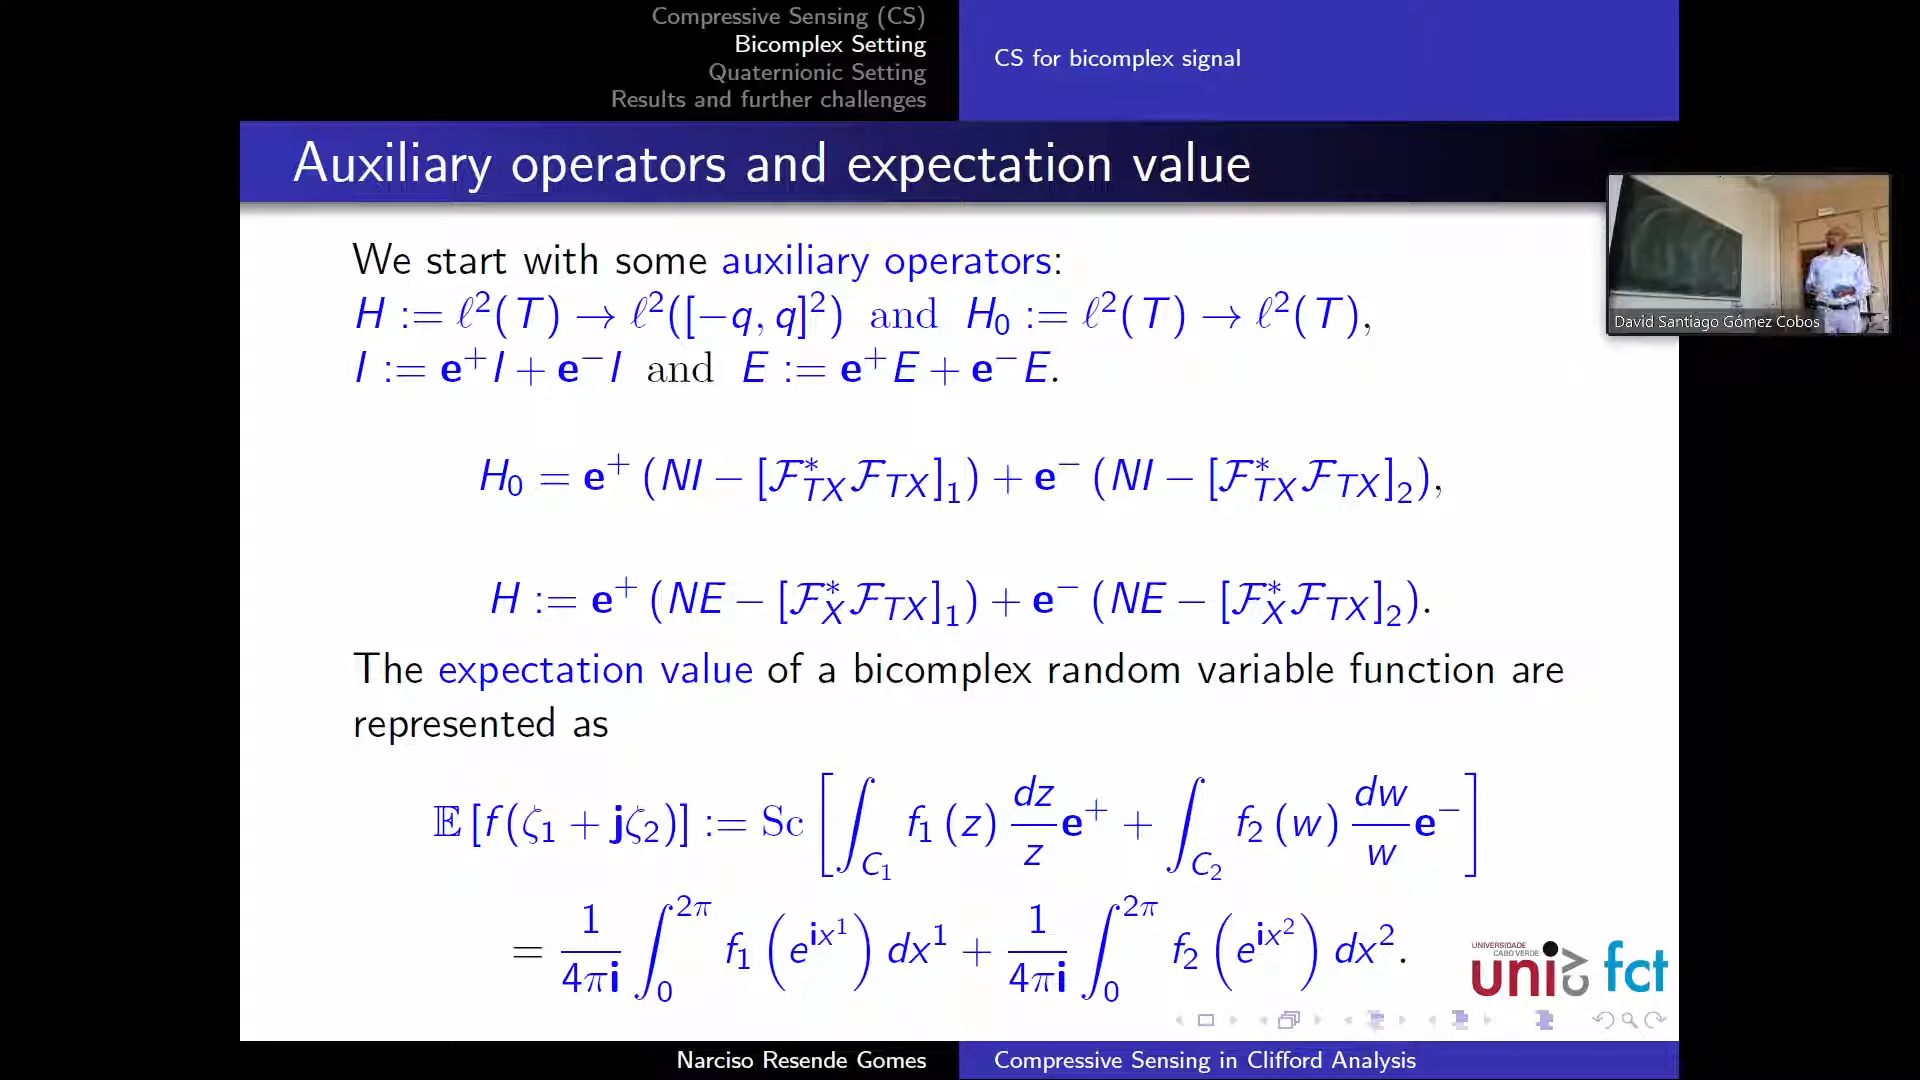 Compressive Sensing (CS)
Bicomplex Setting
Quaternionic Setting
Results and further challenges
CS for bicomplex signal
Auxiliary operators and expectation value
We start with some auxiliary operators:
H := ℓ²(T) → ℓ²([−q, q]²) and H₀ := ℓ²(T) → ℓ²(T),
I := e⁺I + e⁻I and E := e⁺E + e⁻E.
H₀ = e⁺ (NI − [ℱ*_{TX} ℱ_{TX}]₁) + e⁻ (NI − [ℱ*_{TX} ℱ_{TX}]₂),
H := e⁺ (NE − [ℱ*_X ℱ_{TX}]₁) + e⁻ (NE − [ℱ*_X ℱ_{TX}]₂).
The expectation value of a bicomplex random variable function are
represented as
𝔼 [f(ζ₁ + jζ₂)] := Sc [ ∫_{C₁} f₁ (z) dz/z e⁺ + ∫_{C₂} f₂ (w) dw/w e⁻ ]
= 1/4πi ∫₀^{2π} f₁ (e^{ix¹}) dx¹ + 1/4πi ∫₀^{2π} f₂ (e^{ix²}) dx².
UNIVERSIDADE
CABO VERDE
unicv fct
Narciso Resende Gomes
Compressive Sensing in Clifford Analysis
David Santiago Gómez Cobos